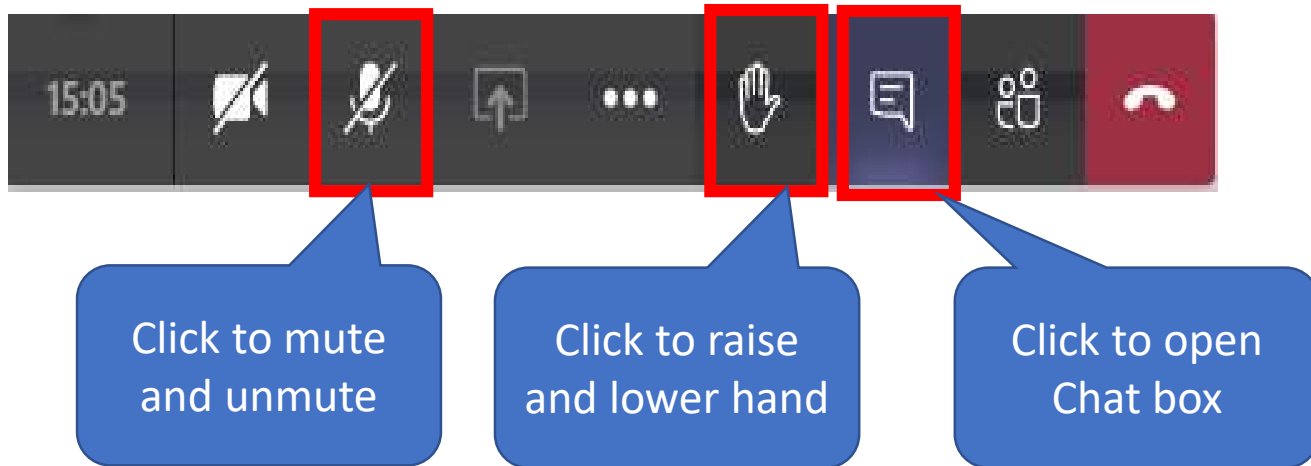 15:05
Click to mute
and unmute
Click to raise
and lower hand
Click to open
Chat box